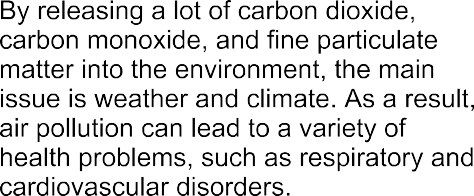 By releasing a lot of carbon dioxide,
carbon monoxide, and fine particulate
matter into the environment, the main
issue is weather and climate. As a result,
air pollution can lead to a variety of
health problems, such as respiratory and
cardiovascular disorders.